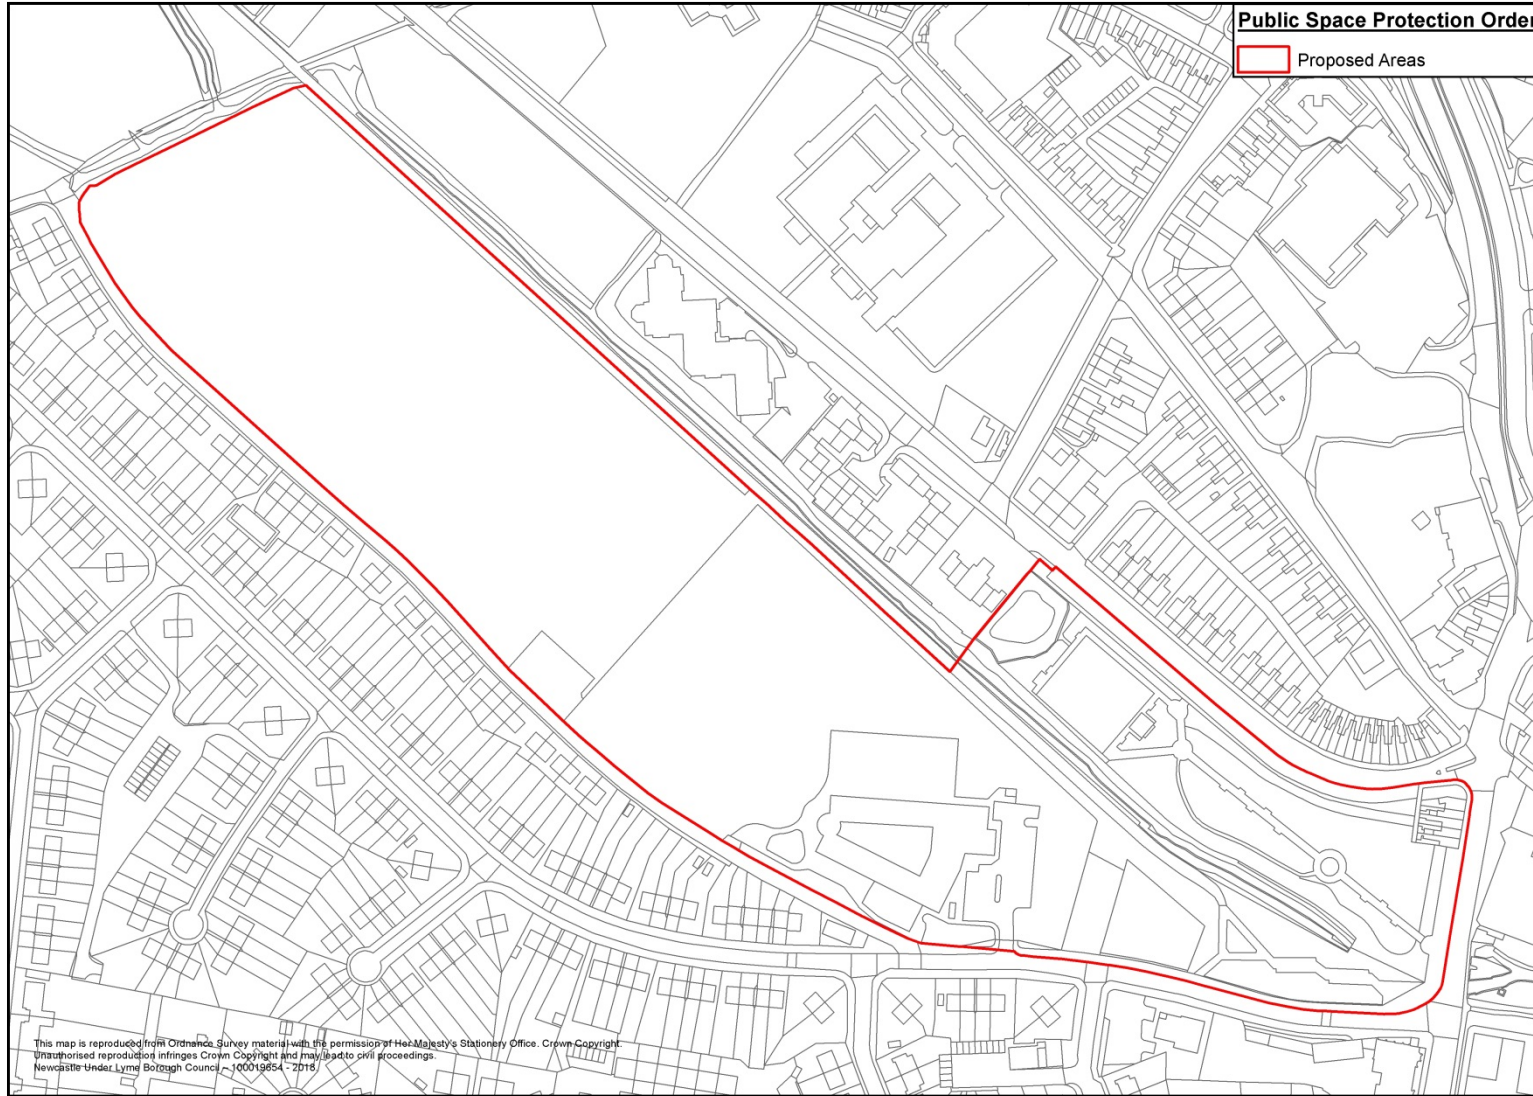 Public Space Protection Order
Proposed Areas
This map is reproduced from Ordnance Survey material with the permission of Her Majesty's Stationery Office. Crown Copyright.
Unauthorised reproduction infringes Crown Copyright and may lead to civil proceedings.
Newcastle Under Lyme Borough Council - 100019654 - 2018